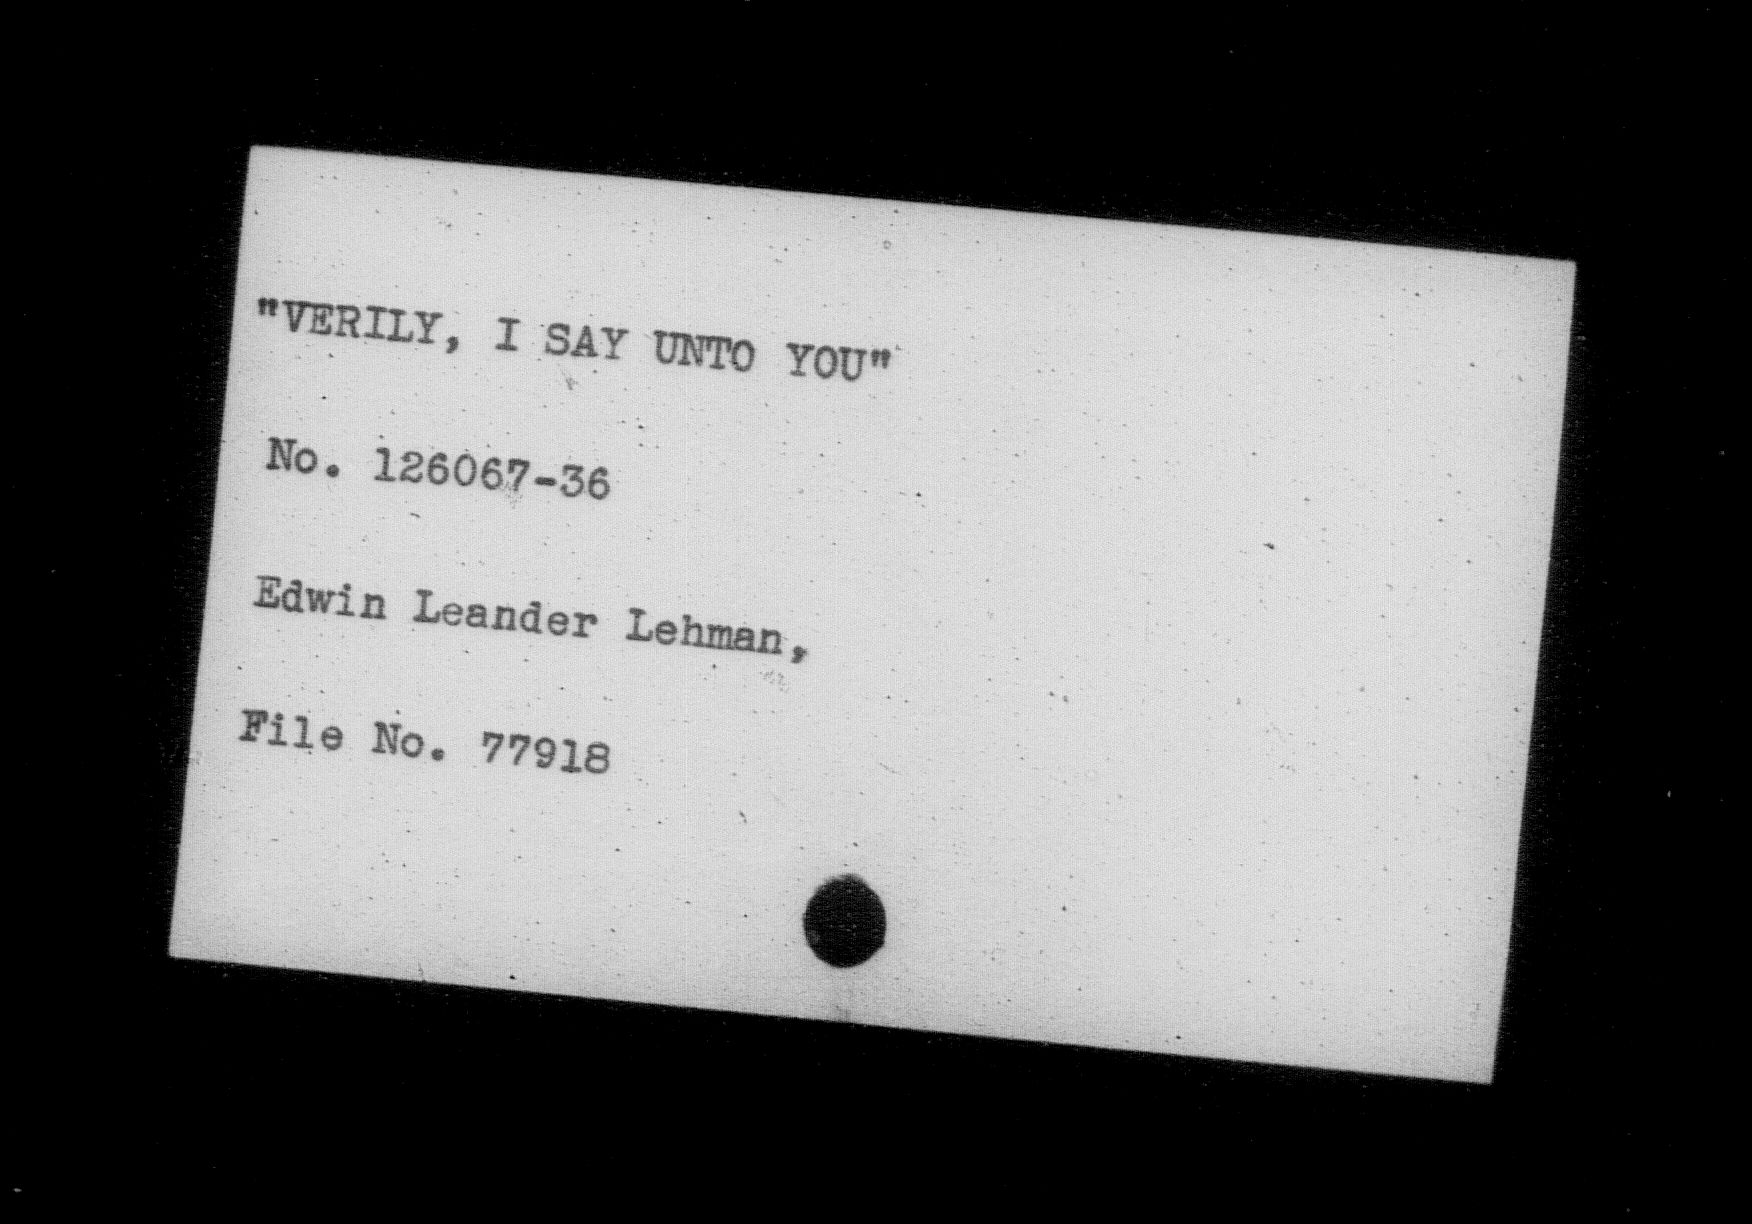 "VERILY, I SAY UNTO YOU"
No. 126067-36
Edwin Leander Lehman,
File No. 77918